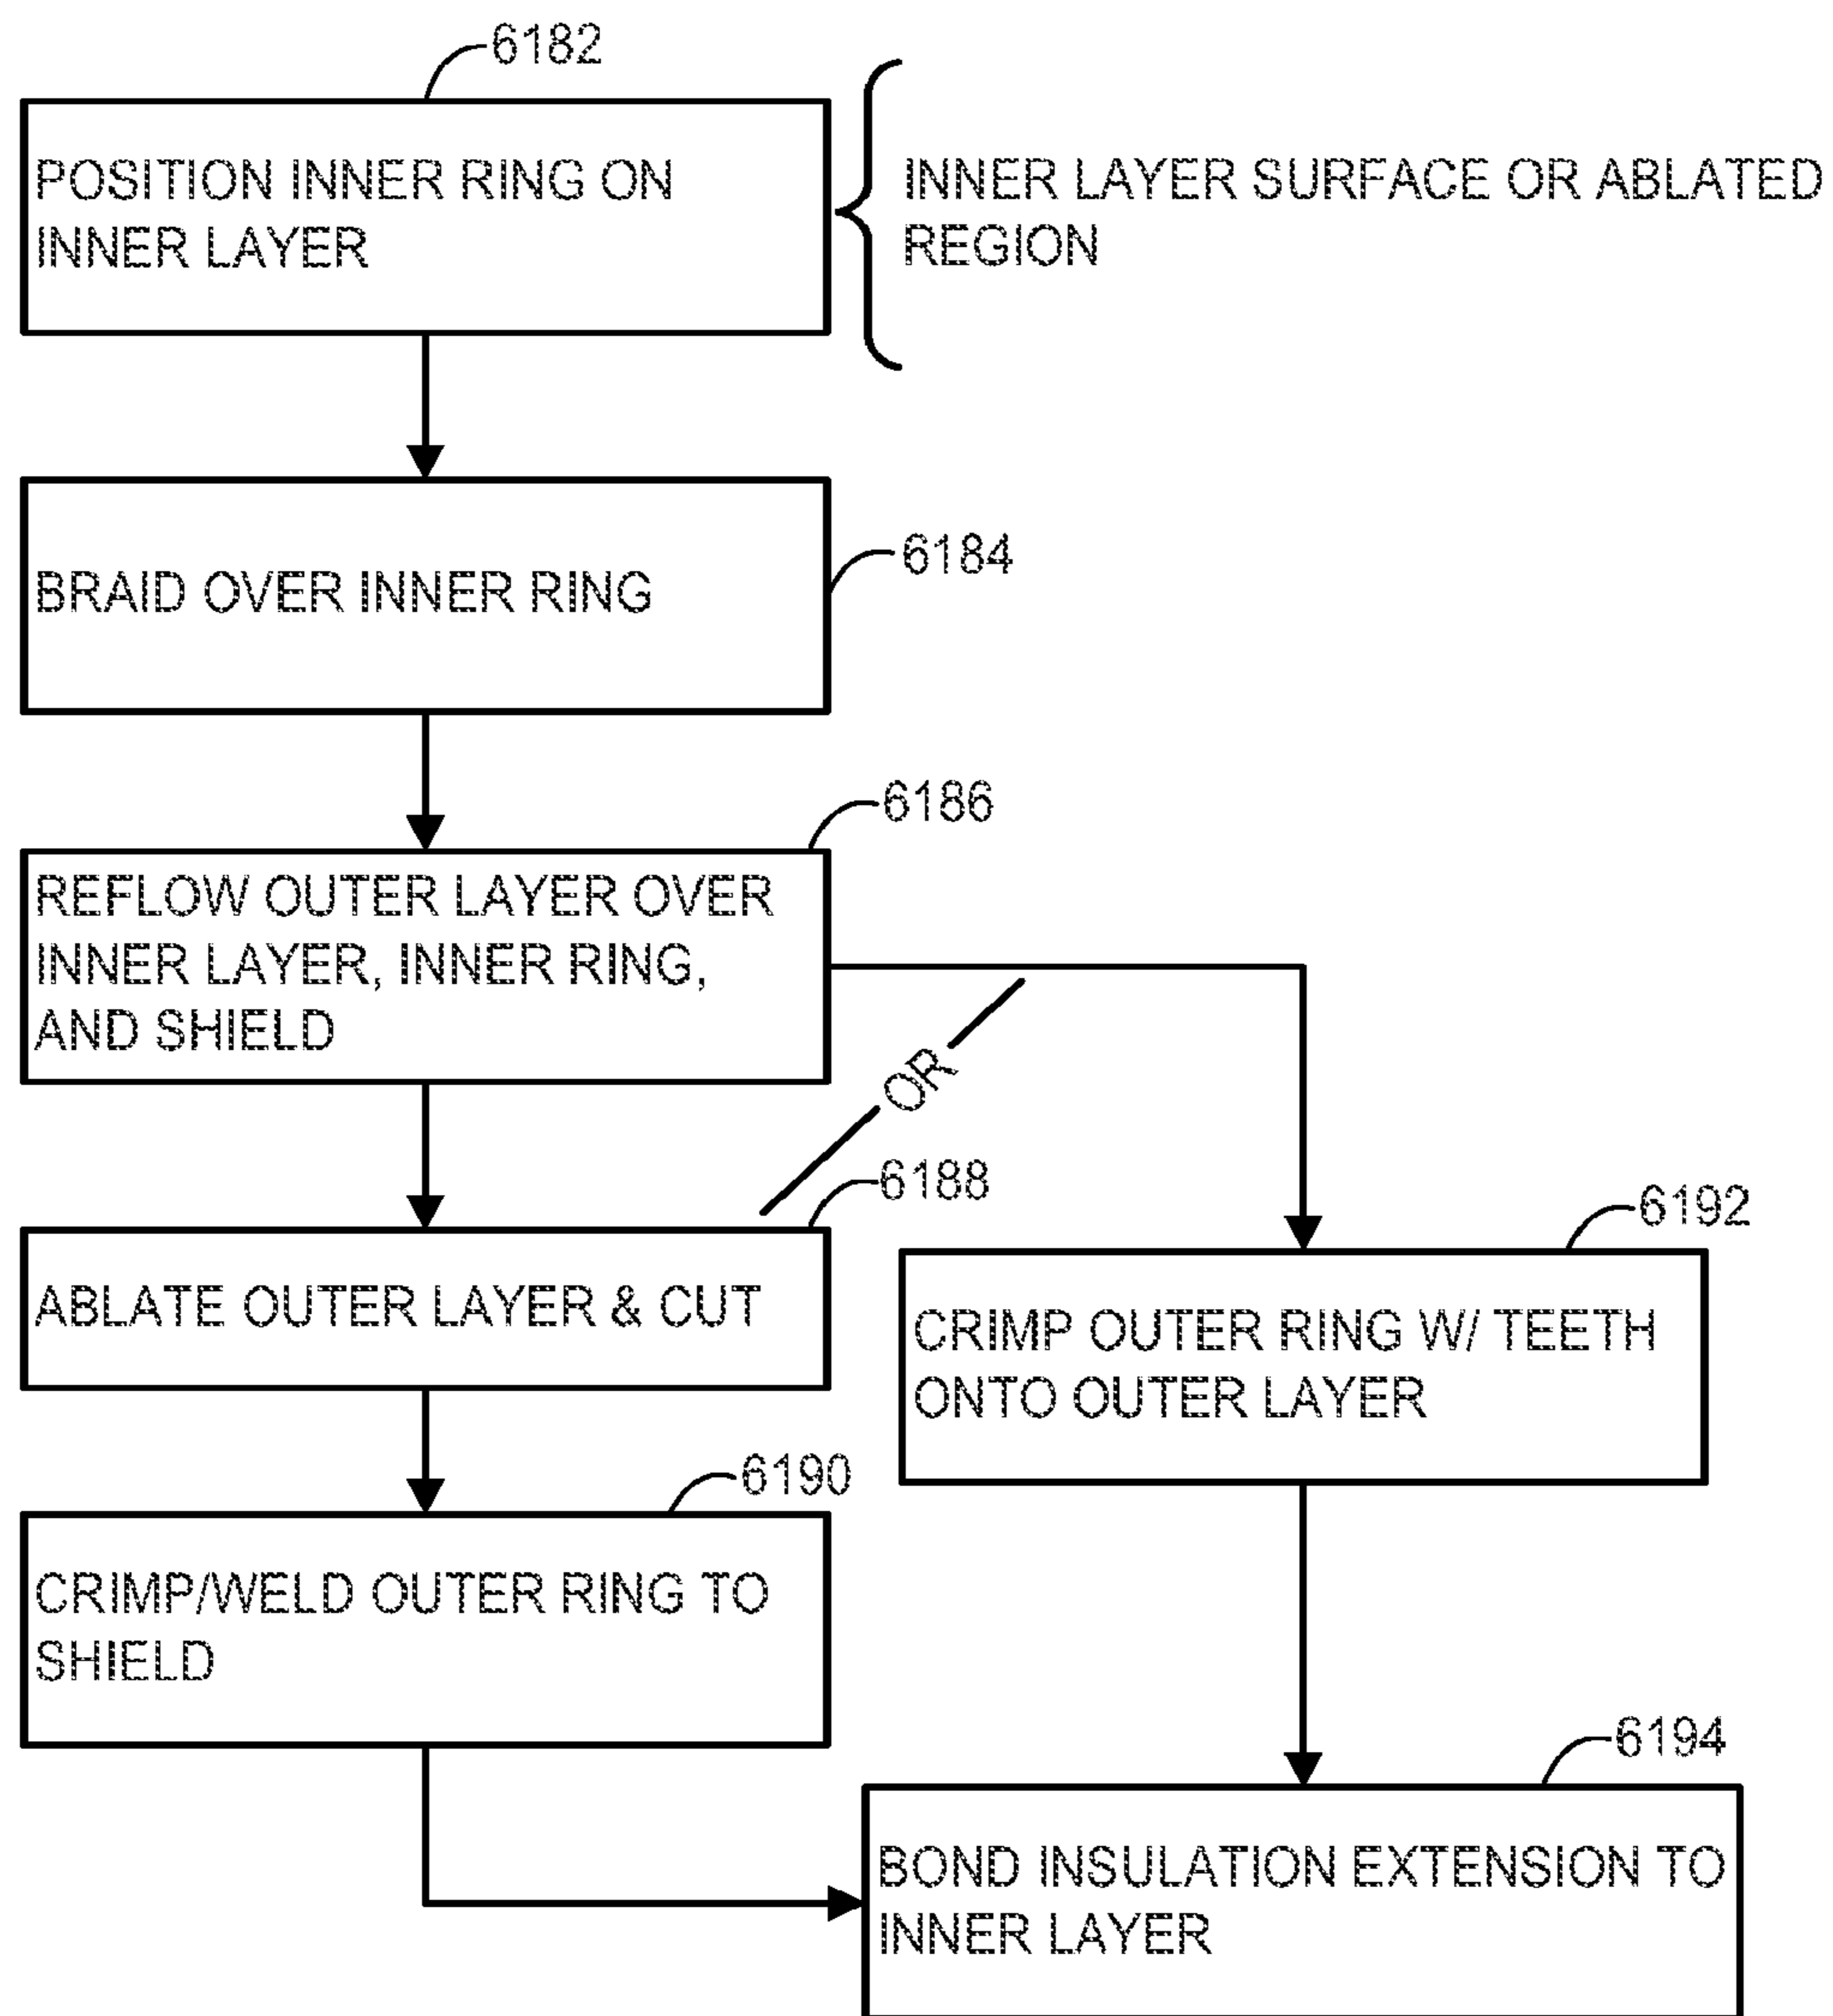 6182
POSITION INNER RING ON
INNER LAYER
INNER LAYER SURFACE OR ABLATED
REGION
6184
BRAID OVER INNER RING
6186
REFLOW OUTER LAYER OVER
INNER LAYER, INNER RING,
AND SHIELD
OR
6188
ABLATE OUTER LAYER & CUT
6192
CRIMP OUTER RING W/ TEETH
ONTO OUTER LAYER
6190
CRIMP/WELD OUTER RING TO
SHIELD
6194
BOND INSULATION EXTENSION TO
INNER LAYER